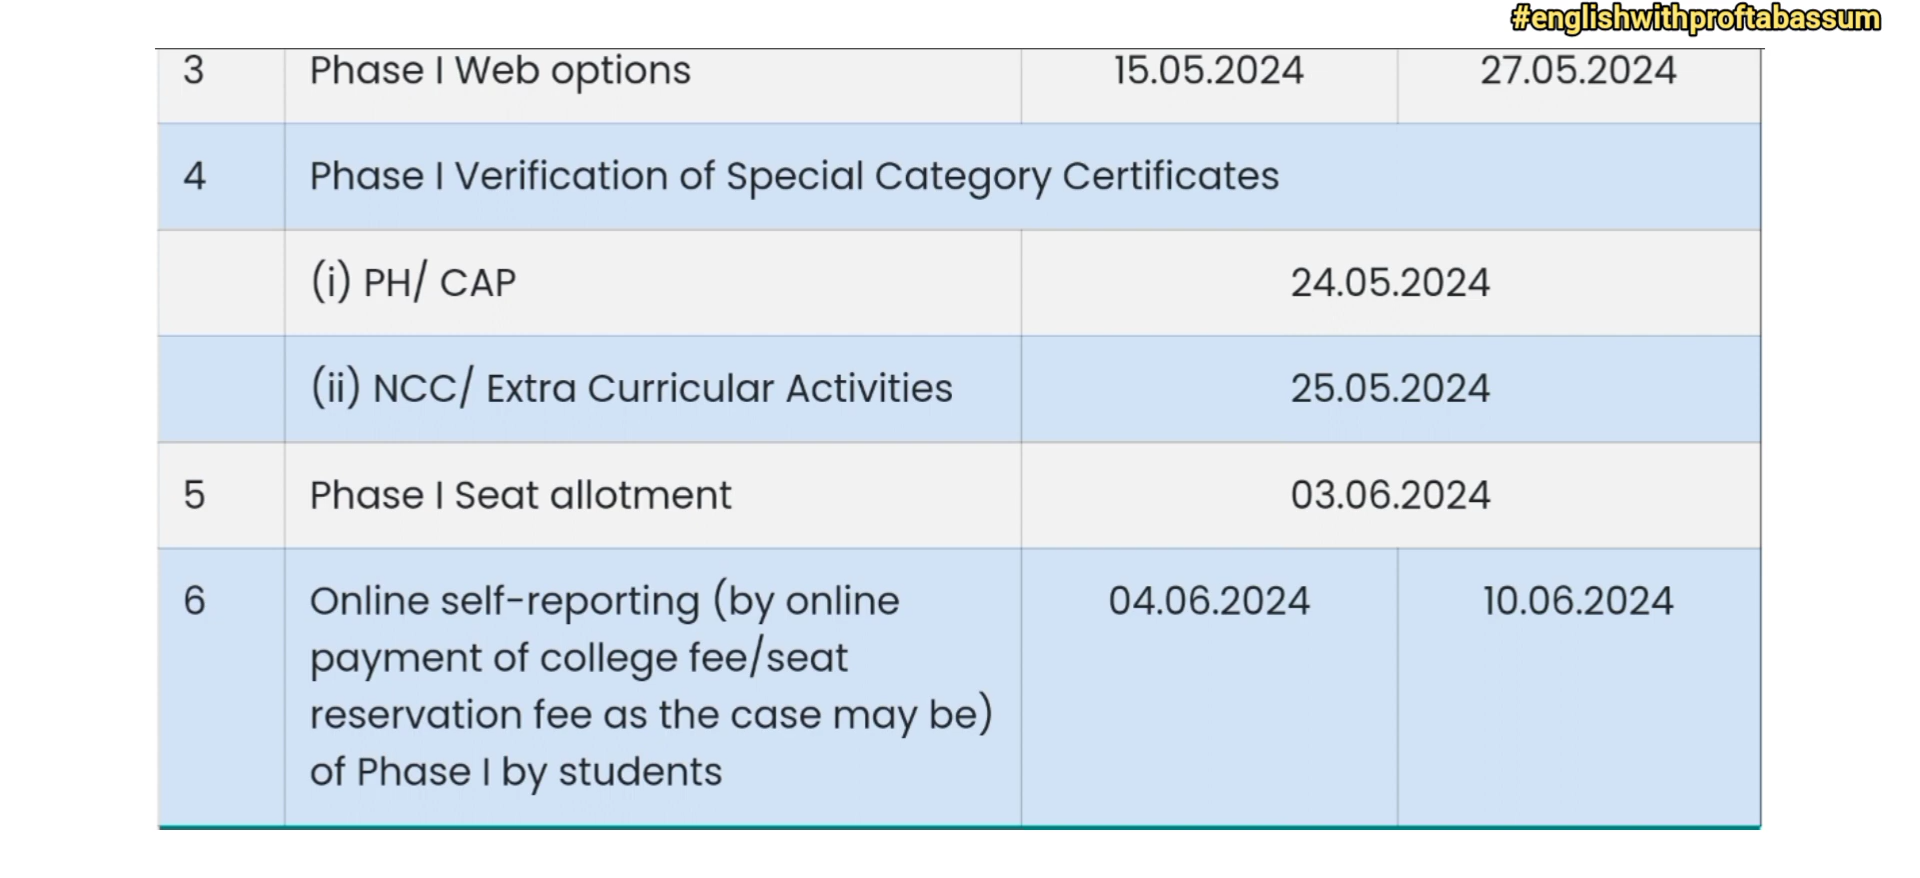 #englishwithproftabassum
3 Phase I Web options 15.05.2024 27.05.2024
4 Phase I Verification of Special Category Certificates
(i) PH/ CAP 24.05.2024
(ii) NCC/ Extra Curricular Activities 25.05.2024
5 Phase I Seat allotment 03.06.2024
6 Online self-reporting (by online 04.06.2024 10.06.2024
payment of college fee/seat
reservation fee as the case may be)
of Phase I by students